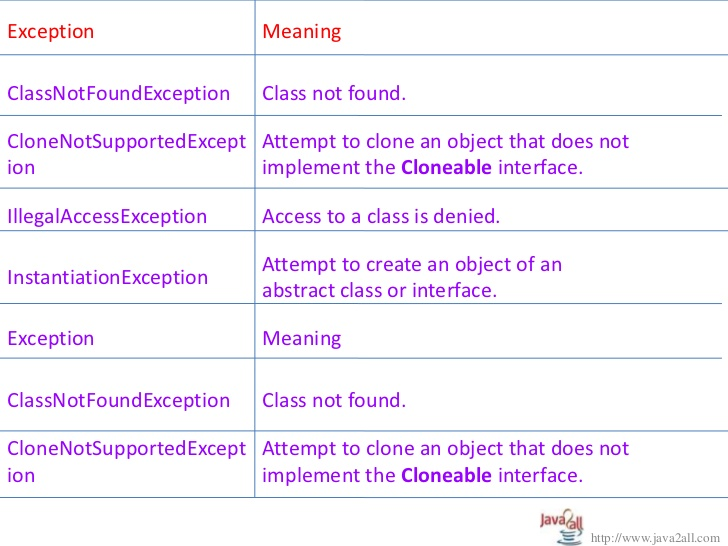 Exception Meaning
ClassNotFoundException Class not found.
CloneNotSupportedExcept Attempt to clone an object that does not
ion implement the Cloneable interface.
IllegalAccessException Access to a class is denied.
Attempt to create an object of an
InstantiationException
abstract class or interface.
Exception Meaning
ClassNotFoundException Class not found.
CloneNotSupportedExcept Attempt to clone an object that does not
ion implement the Cloneable interface.
Java2all
http://www.java2all.com